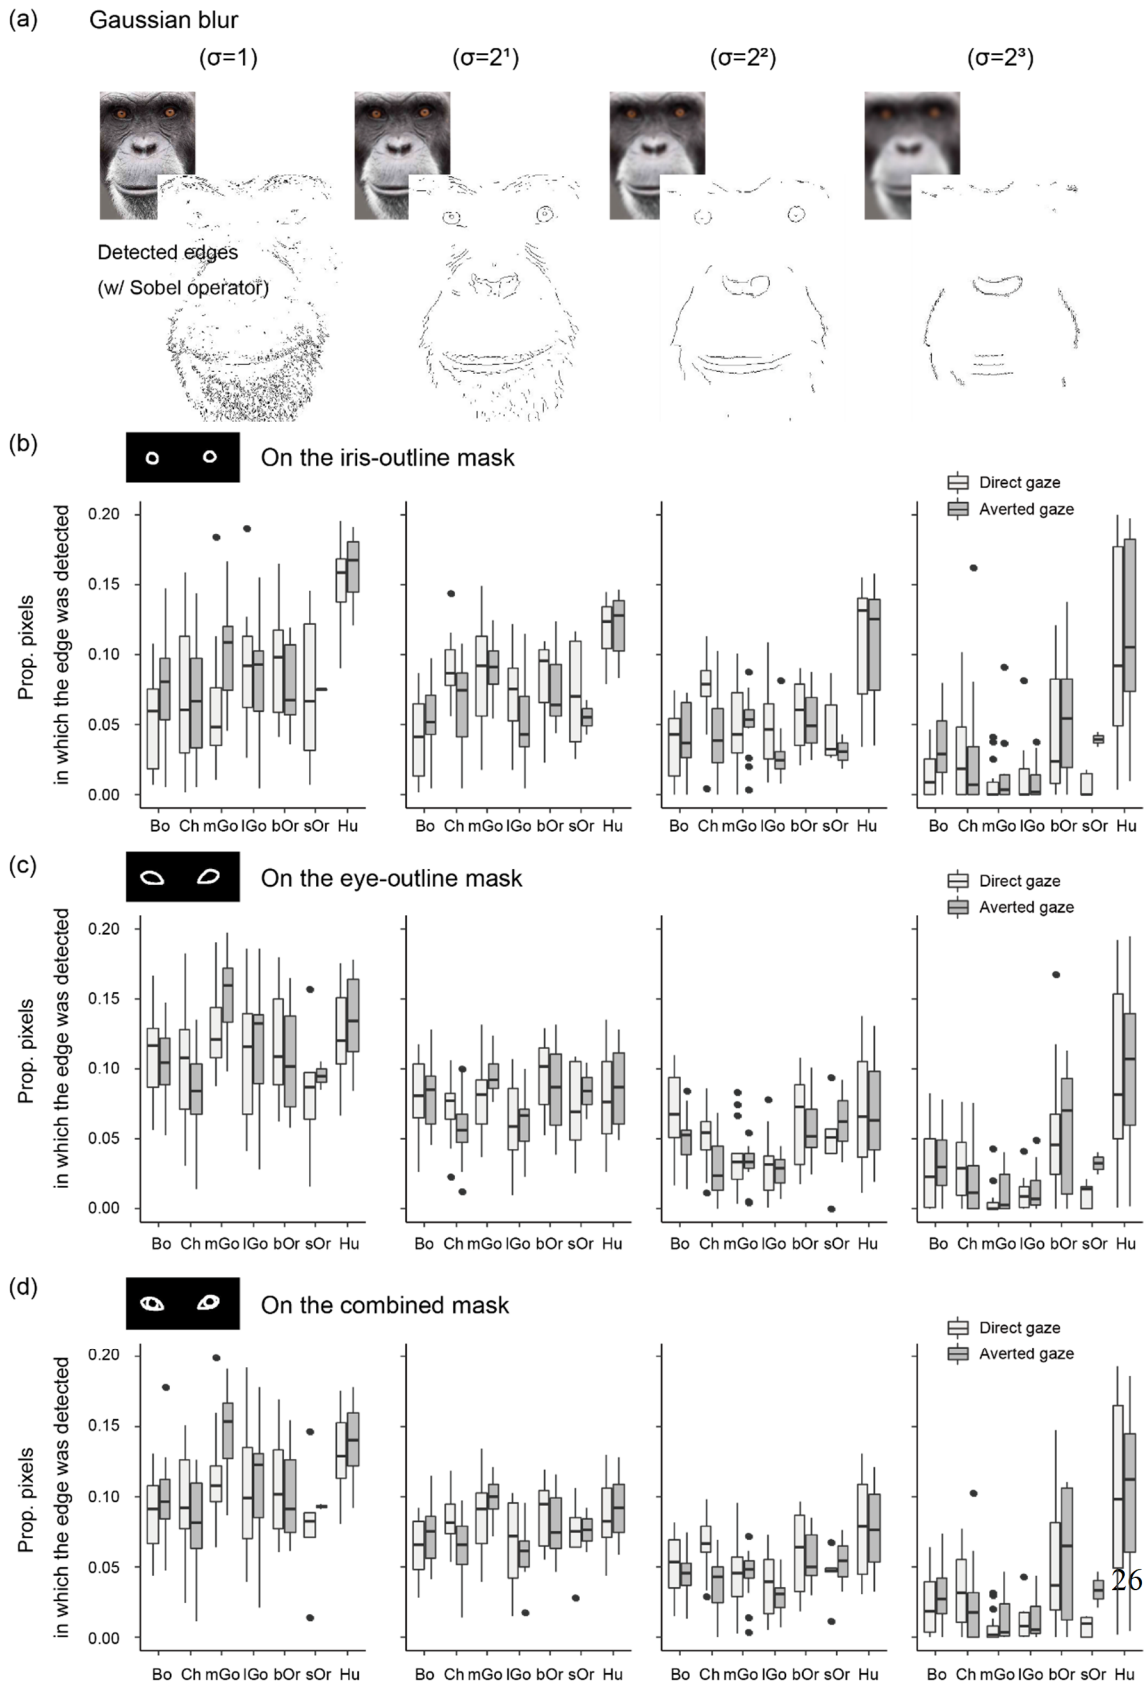 (a) Gaussian blur
(σ=1) (σ=2¹) (σ=2²) (σ=2³)
Detected edges
(w/ Sobel operator)
(b) On the iris-outline mask
Direct gaze
Averted gaze
Prop. pixels
in which the edge was detected
0.20
0.15
0.10
0.05
0.00
Bo Ch mGo lGo bOr sOr Hu Bo Ch mGo lGo bOr sOr Hu Bo Ch mGo lGo bOr sOr Hu Bo Ch mGo lGo bOr sOr Hu
(c) On the eye-outline mask
Direct gaze
Averted gaze
Prop. pixels
in which the edge was detected
0.20
0.15
0.10
0.05
0.00
Bo Ch mGo lGo bOr sOr Hu Bo Ch mGo lGo bOr sOr Hu Bo Ch mGo lGo bOr sOr Hu Bo Ch mGo lGo bOr sOr Hu
(d) On the combined mask
Direct gaze
Averted gaze
Prop. pixels
in which the edge was detected
0.20
0.15
0.10
0.05
0.00
26
Bo Ch mGo lGo bOr sOr Hu Bo Ch mGo lGo bOr sOr Hu Bo Ch mGo lGo bOr sOr Hu Bo Ch mGo lGo bOr sOr Hu